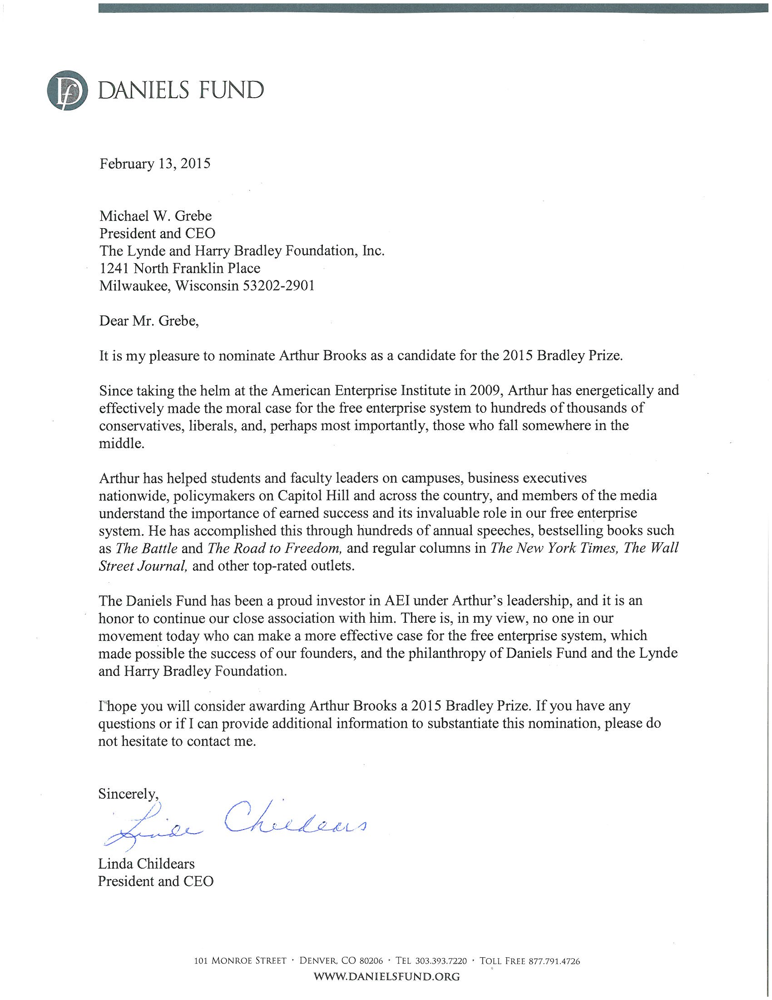 Df DANIELS FUND
February 13, 2015
Michael W. Grebe
President and CEO
The Lynde and Harry Bradley Foundation, Inc.
1241 North Franklin Place
Milwaukee, Wisconsin 53202-2901
Dear Mr. Grebe,
It is my pleasure to nominate Arthur Brooks as a candidate for the 2015 Bradley Prize.
Since taking the helm at the American Enterprise Institute in 2009, Arthur has energetically and
effectively made the moral case for the free enterprise system to hundreds of thousands of
conservatives, liberals, and, perhaps most importantly, those who fall somewhere in the
middle.
Arthur has helped students and faculty leaders on campuses, business executives
nationwide, policymakers on Capitol Hill and across the country, and members of the media
understand the importance of earned success and its invaluable role in our free enterprise
system. He has accomplished this through hundreds of annual speeches, bestselling books such
as The Battle and The Road to Freedom, and regular columns in The New York Times, The Wall
Street Journal, and other top-rated outlets.
The Daniels Fund has been a proud investor in AEI under Arthur's leadership, and it is an
honor to continue our close association with him. There is, in my view, no one in our
movement today who can make a more effective case for the free enterprise system, which
made possible the success of our founders, and the philanthropy of Daniels Fund and the Lynde
and Harry Bradley Foundation.
I hope you will consider awarding Arthur Brooks a 2015 Bradley Prize. If you have any
questions or if I can provide additional information to substantiate this nomination, please do
not hesitate to contact me.
Sincerely,
Linda Childears
Linda Childears
President and CEO
101 MONROE STREET · DENVER, CO 80206 · TEL 303.393.7220 · TOLL FREE 877.791.4726
WWW.DANIELSFUND.ORG